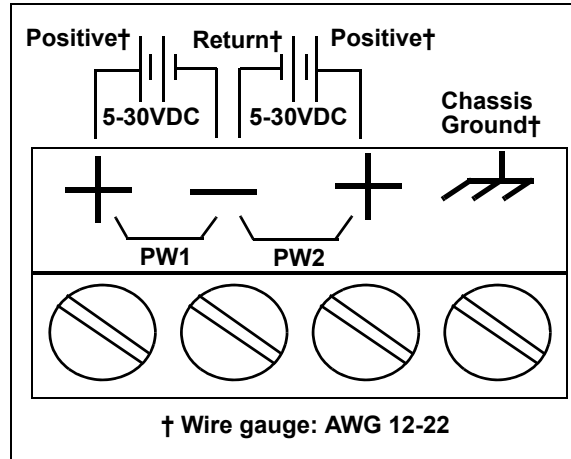 Positive† Return† Positive†
5-30VDC 5-30VDC
Chassis
Ground†
PW1 PW2
† Wire gauge: AWG 12-22